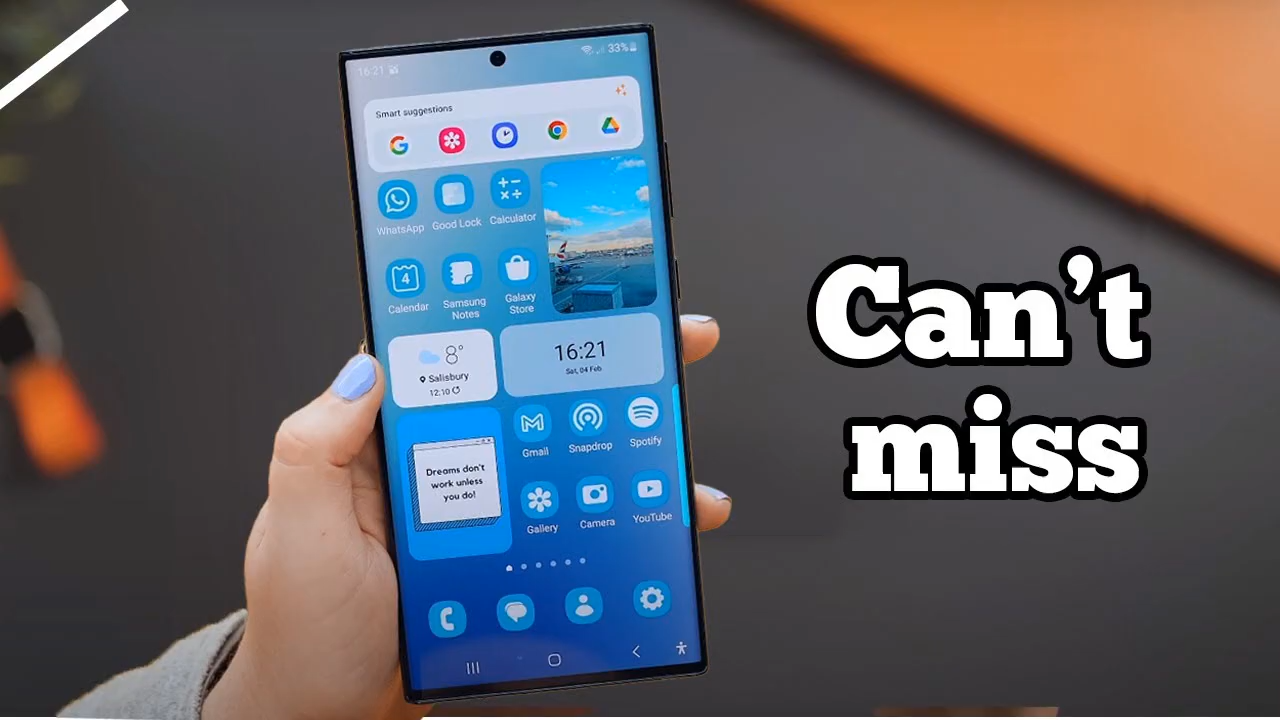 16:21
33%
Smart suggestions
WhatsApp
Good Lock
Calculator
Calendar
4
Samsung
Notes
Galaxy
Store
8°
Salisbury
12:10
16:21
Sat, 04 Feb
Gmail
Snapdrop
Spotify
Dreams don't
work unless
you do!
Gallery
Camera
YouTube
Can't
miss